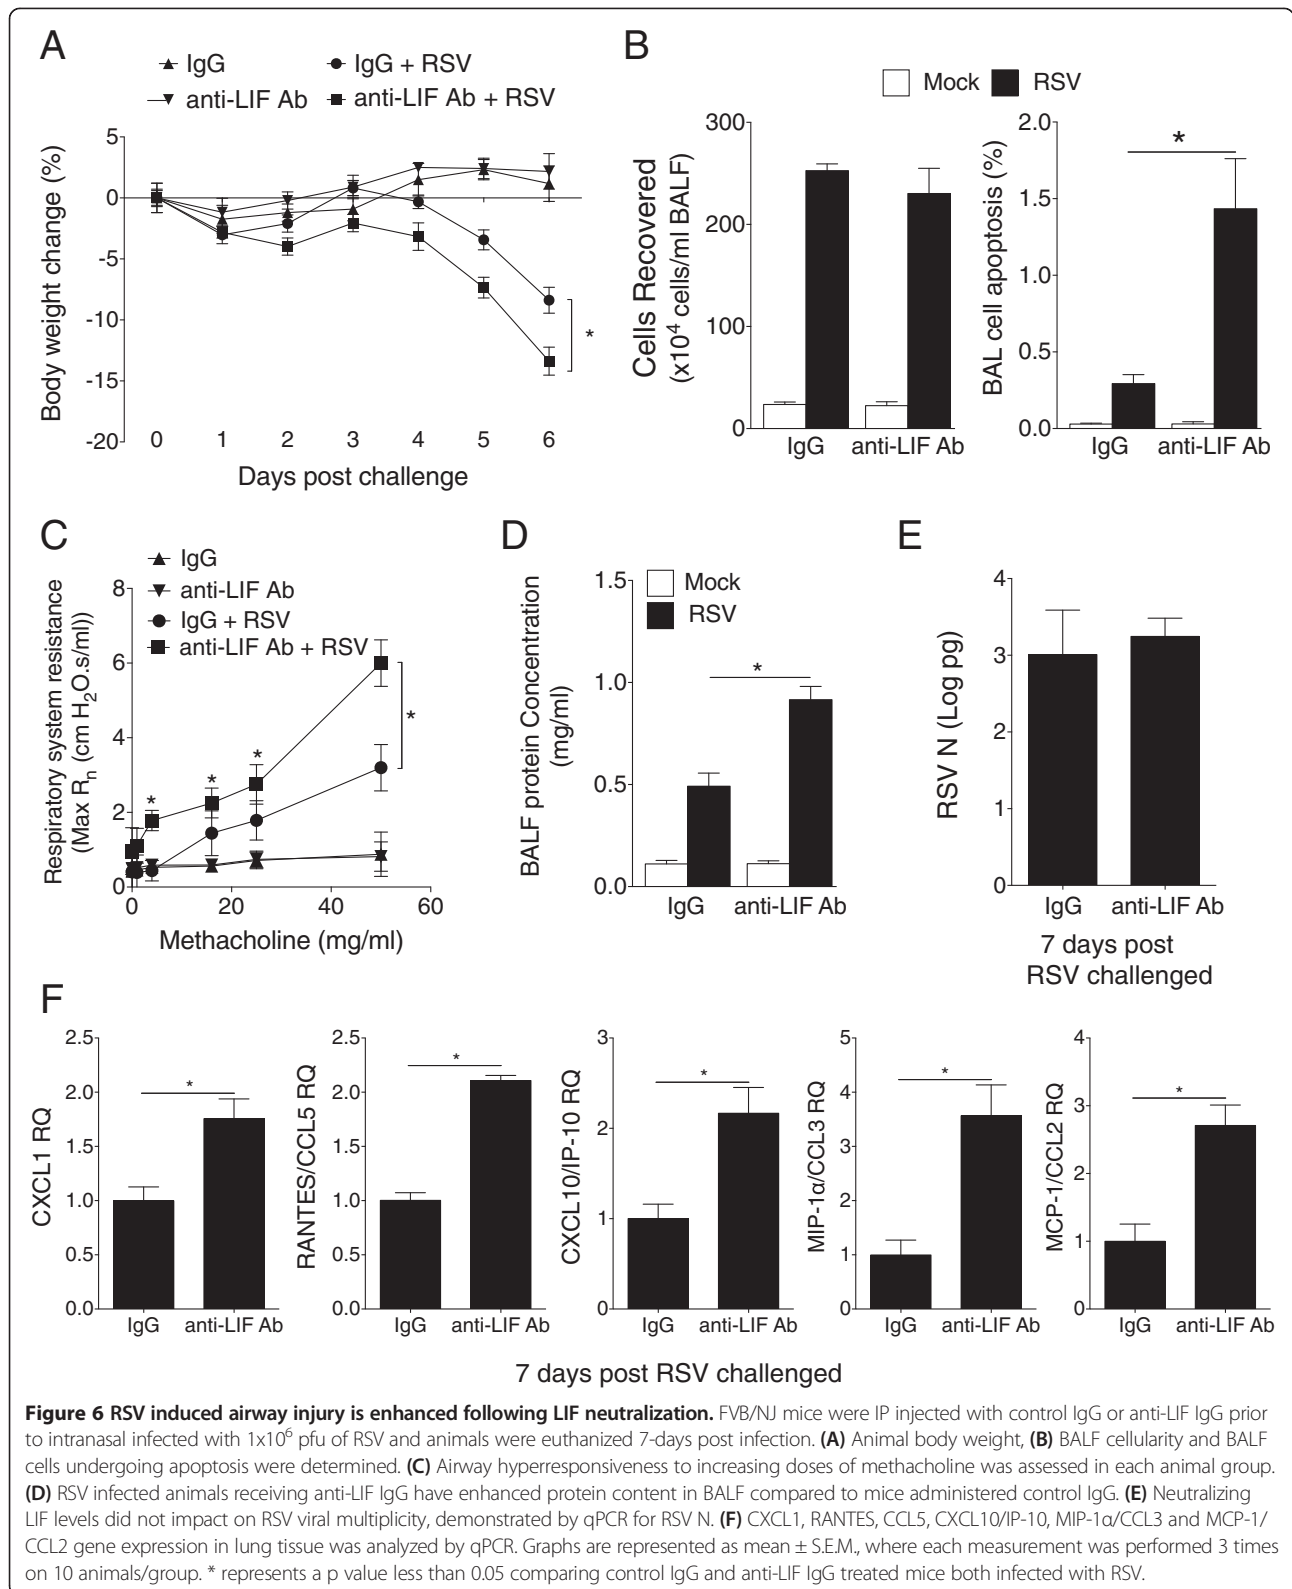 A
IgG
IgG + RSV
anti-LIF Ab
anti-LIF Ab + RSV
Body weight change (%)
5
0
-5
-10
-15
-20
*
0 1 2 3 4 5 6
Days post challenge
B
Mock
RSV
Cells Recovered
(x10⁴ cells/ml BALF)
300
200
100
0
IgG
anti-LIF Ab
BAL cell apoptosis (%)
2.0
1.5
1.0
0.5
0.0
*
IgG
anti-LIF Ab
C
IgG
anti-LIF Ab
IgG + RSV
anti-LIF Ab + RSV
Respiratory system resistance
(Max Rₙ (cm H₂O.s/ml))
8
6
4
2
0
*
*
*
*
0 20 40 60
Methacholine (mg/ml)
D
Mock
RSV
BALF protein Concentration
(mg/ml)
1.5
1.0
0.5
0.0
*
IgG
anti-LIF Ab
E
RSV N (Log pg)
4
3
2
1
0
IgG
anti-LIF Ab
7 days post
RSV challenged
F
CXCL1 RQ
2.5
2.0
1.5
1.0
0.5
0.0
*
IgG
anti-LIF Ab
RANTES/CCL5 RQ
2.5
2.0
1.5
1.0
0.5
0.0
*
IgG
anti-LIF Ab
CXCL10/IP-10 RQ
3
2
1
0
*
IgG
anti-LIF Ab
MIP-1α/CCL3 RQ
5
4
3
2
1
0
*
IgG
anti-LIF Ab
MCP-1/CCL2 RQ
4
3
2
1
0
*
IgG
anti-LIF Ab
7 days post RSV challenged
Figure 6 RSV induced airway injury is enhanced following LIF neutralization. FVB/NJ mice were IP injected with control IgG or anti-LIF IgG prior
to intranasal infected with 1x10⁶ pfu of RSV and animals were euthanized 7-days post infection. (A) Animal body weight, (B) BALF cellularity and BALF
cells undergoing apoptosis were determined. (C) Airway hyperresponsiveness to increasing doses of methacholine was assessed in each animal group.
(D) RSV infected animals receiving anti-LIF IgG have enhanced protein content in BALF compared to mice administered control IgG. (E) Neutralizing
LIF levels did not impact on RSV viral multiplicity, demonstrated by qPCR for RSV N. (F) CXCL1, RANTES, CCL5, CXCL10/IP-10, MIP-1α/CCL3 and MCP-1/
CCL2 gene expression in lung tissue was analyzed by qPCR. Graphs are represented as mean ± S.E.M., where each measurement was performed 3 times
on 10 animals/group. * represents a p value less than 0.05 comparing control IgG and anti-LIF IgG treated mice both infected with RSV.